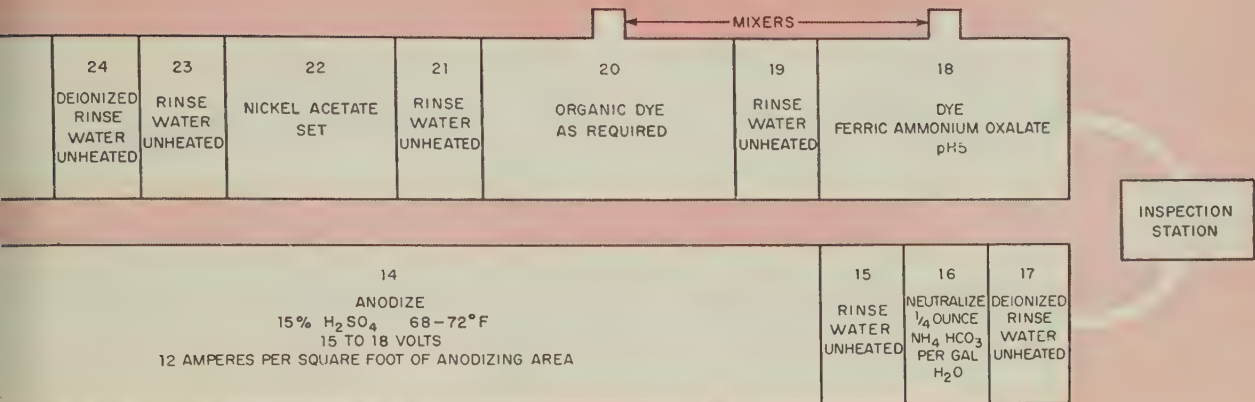 MIXERS
24
DEIONIZED
RINSE
WATER
UNHEATED
23
RINSE
WATER
UNHEATED
22
NICKEL ACETATE
SET
21
RINSE
WATER
UNHEATED
20
ORGANIC DYE
AS REQUIRED
19
RINSE
WATER
UNHEATED
18
DYE
FERRIC AMMONIUM OXALATE
pH5
INSPECTION
STATION
14
ANODIZE
15% H₂SO₄ 68-72°F
15 TO 18 VOLTS
12 AMPERES PER SQUARE FOOT OF ANODIZING AREA
15
RINSE
WATER
UNHEATED
16
NEUTRALIZE
1/4 OUNCE
NH₄ HCO₃
PER GAL
H₂O
17
DEIONIZED
RINSE
WATER
UNHEATED